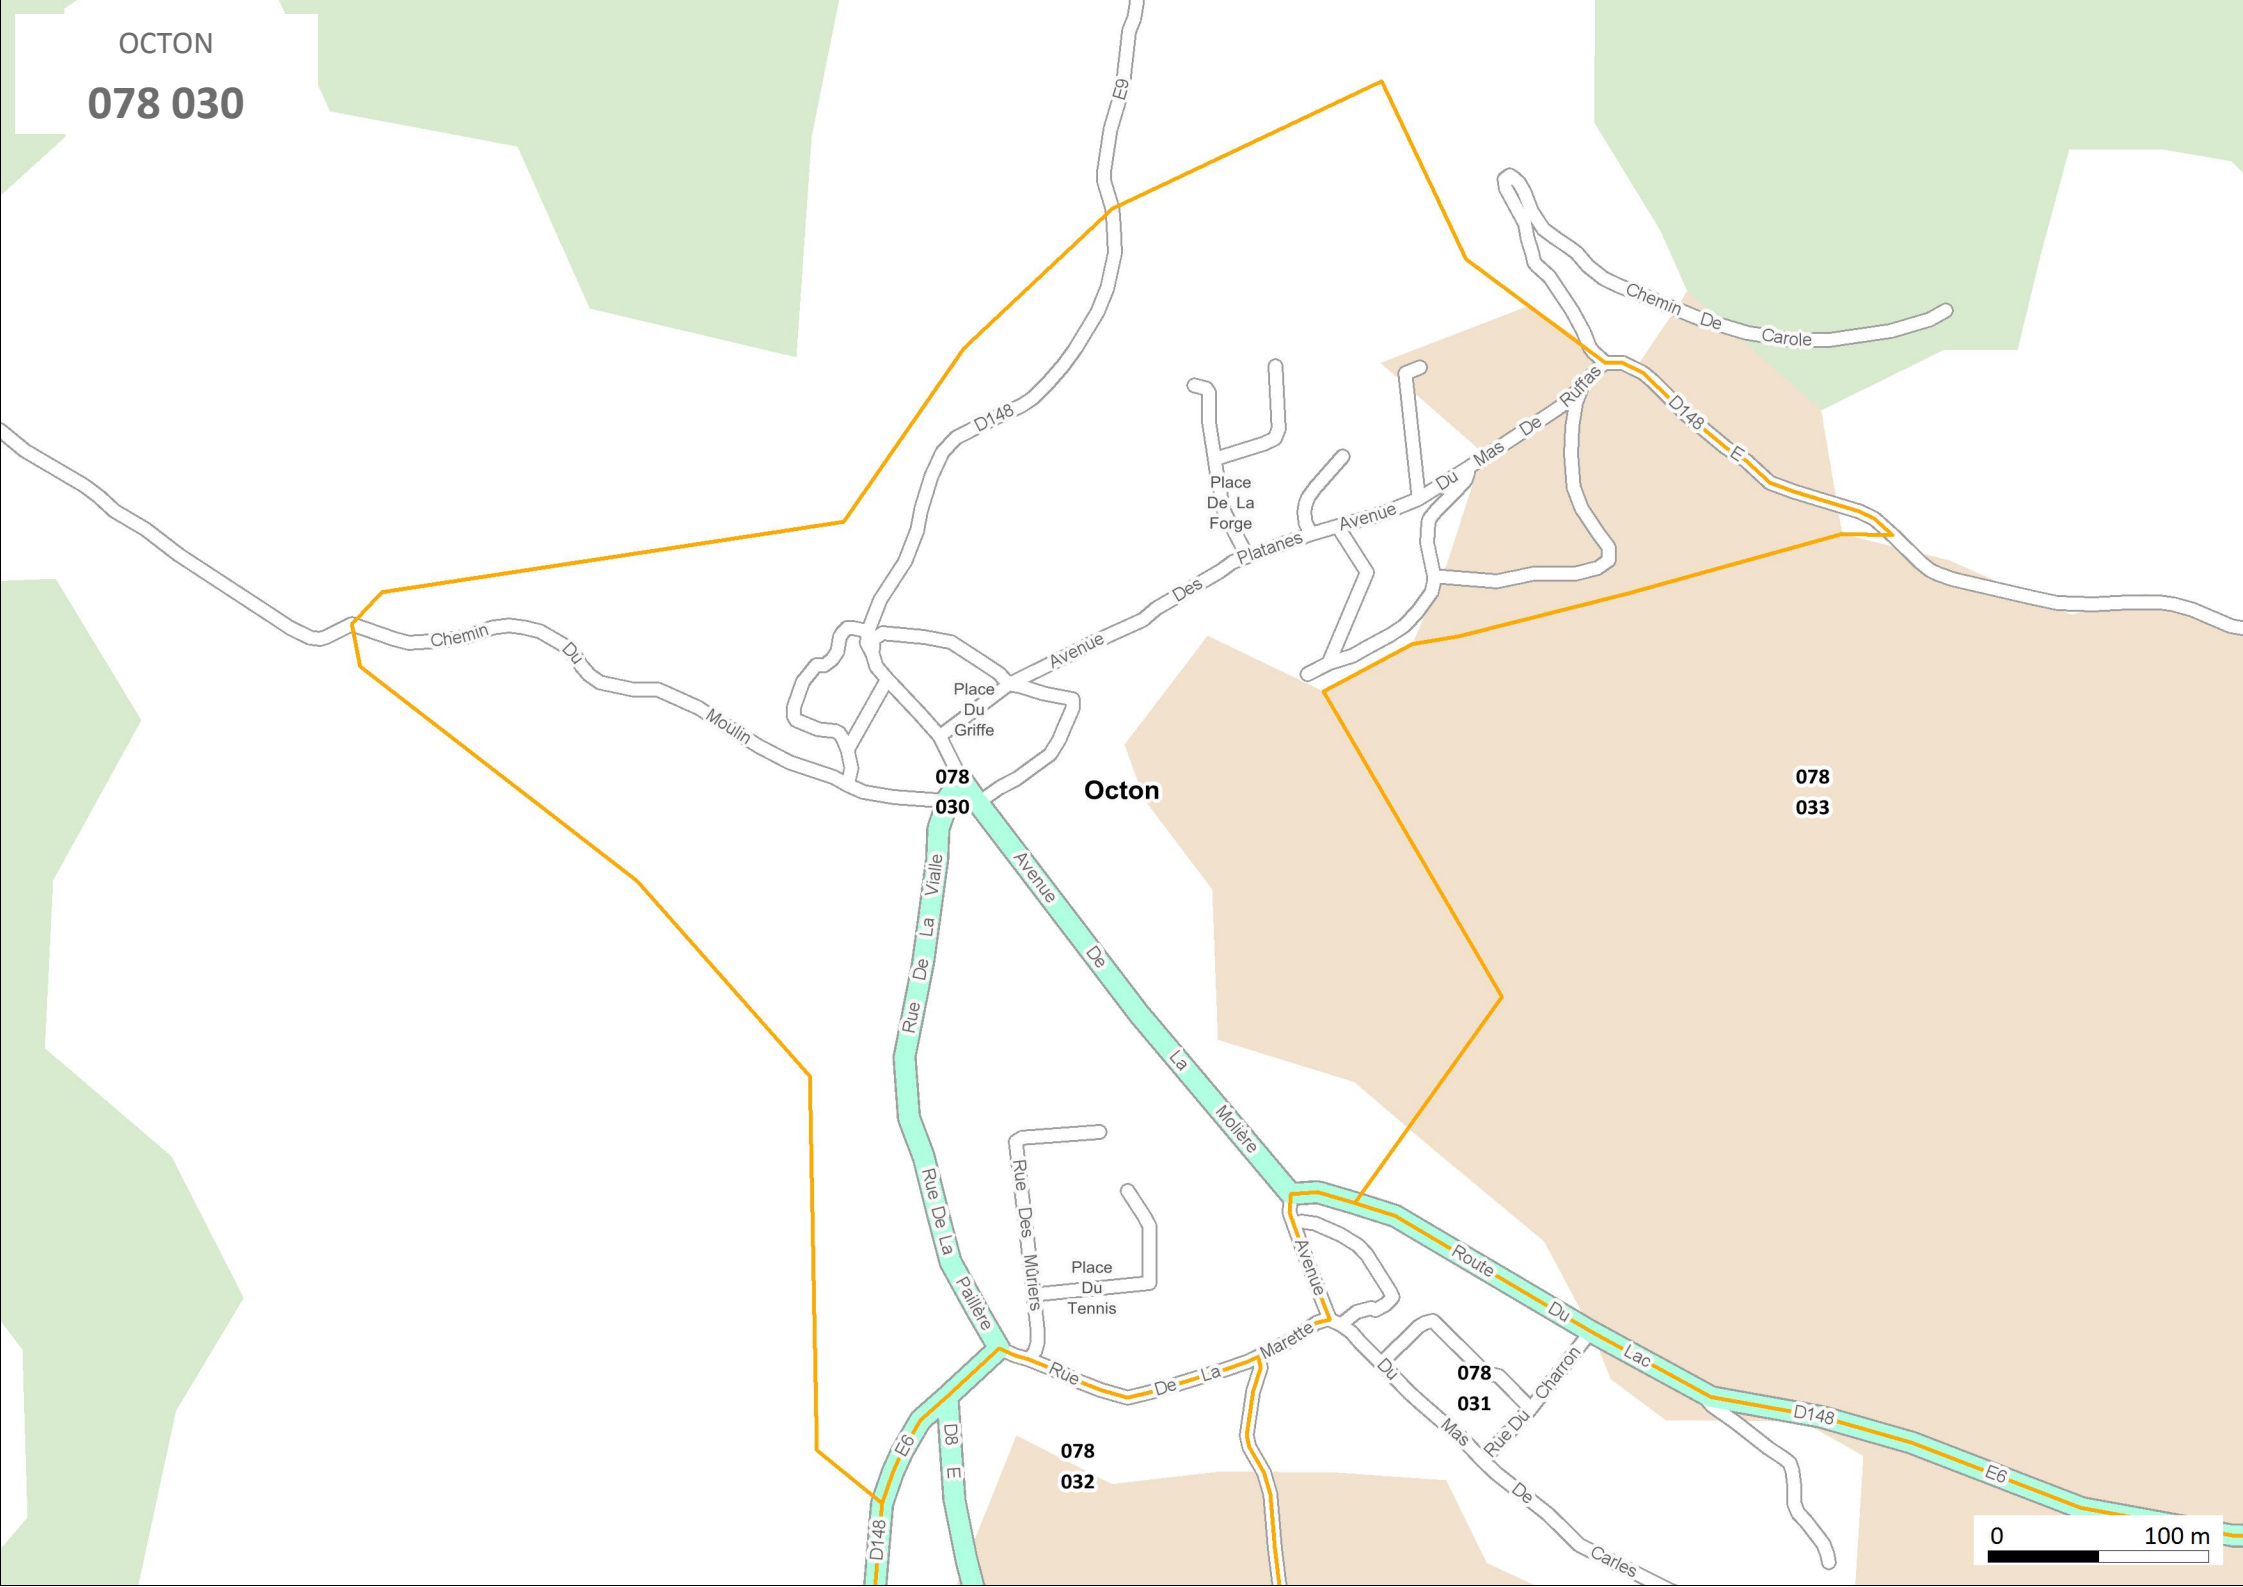 OCTON
078 030
E9
D148
Chemin De Carole
Place
De La
Forge
Avenue Du Mas De Ruffas
D148 E
Avenue Des Platanes
Chemin Du Moulin
Place
Du
Griffe
078
030
Octon
078
033
Rue De La Vialle
Avenue De La Molière
Rue De La Paillère
Rue Des Mûriers
Place
Du
Tennis
Rue De La Marette
Avenue Du Mas De Carles
Route Du Lac
D148 E6
Rue Du Charron
078
031
078
032
E6
D148
D8 E
0 100 m